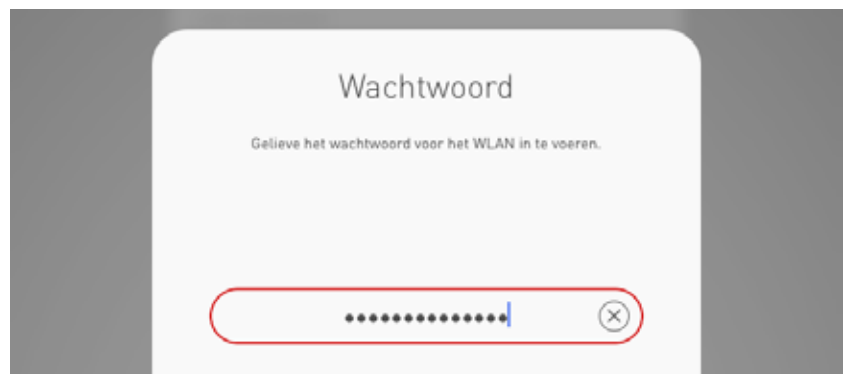 Wachtwoord
Gelieve het wachtwoord voor het WLAN in te voeren.
••••••••••••••